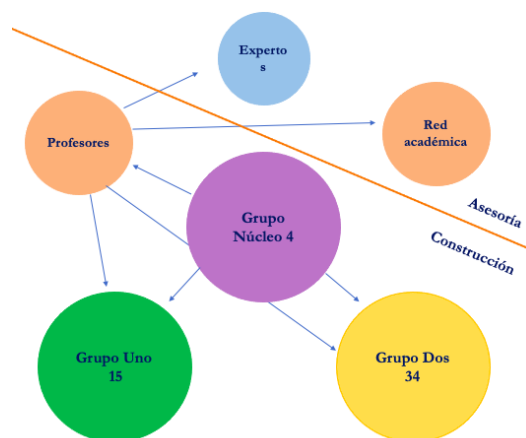 Experto
s
Profesores
Red
académica
Asesoría
Grupo
Núcleo 4
Construcción
Grupo Uno
15
Grupo Dos
34